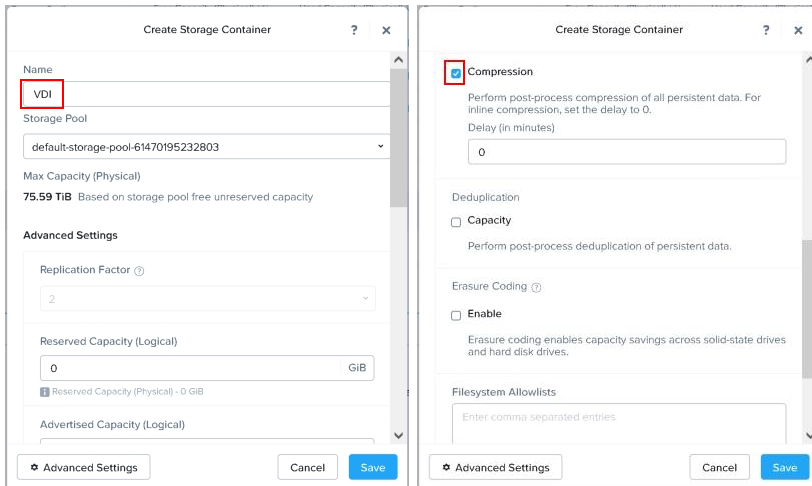 Create Storage Container
?
Name
VDI
Storage Pool
default-storage-pool-61470195232803
Max Capacity (Physical)
75.59 TiB Based on storage pool free unreserved capacity
Advanced Settings
Replication Factor ?
2
Reserved Capacity (Logical)
0 GiB
Reserved Capacity (Physical) - 0 GiB
Advertised Capacity (Logical)
Advanced Settings Cancel Save
Create Storage Container
?
Compression
Perform post-process compression of all persistent data. For
inline compression, set the delay to 0.
Delay (in minutes)
0
Deduplication
Capacity
Perform post-process deduplication of persistent data.
Erasure Coding ?
Enable
Erasure coding enables capacity savings across solid-state drives
and hard disk drives.
Filesystem Allowlists
Enter comma separated entries
Advanced Settings Cancel Save